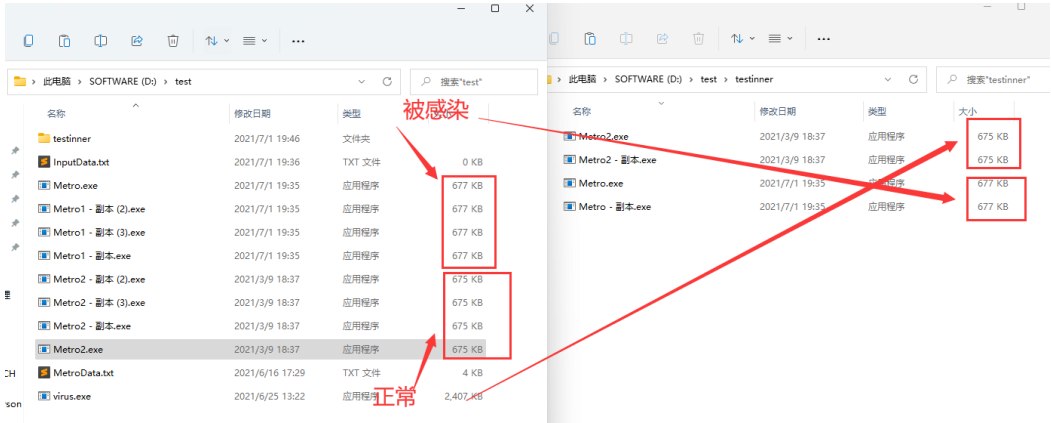 此电脑 > SOFTWARE (D:) > test
搜索"test"
名称 修改日期 类型
被感染
testinner 2021/7/1 19:46 文件夹
InputData.txt 2021/7/1 19:36 TXT 文件 0 KB
Metro.exe 2021/7/1 19:35 应用程序 677 KB
Metro1 - 副本 (2).exe 2021/7/1 19:35 应用程序 677 KB
Metro1 - 副本 (3).exe 2021/7/1 19:35 应用程序 677 KB
Metro1 - 副本.exe 2021/7/1 19:35 应用程序 677 KB
Metro2 - 副本 (2).exe 2021/3/9 18:37 应用程序 675 KB
Metro2 - 副本 (3).exe 2021/3/9 18:37 应用程序 675 KB
Metro2 - 副本.exe 2021/3/9 18:37 应用程序 675 KB
Metro2.exe 2021/3/9 18:37 应用程序 675 KB
MetroData.txt 2021/6/16 17:29 TXT 文件 4 KB
virus.exe 2021/6/25 13:22 应用程序 2,407 KB
正常
CH
rson
此电脑 > SOFTWARE (D:) > test > testinner
搜索"testinner"
名称 修改日期 类型 大小
Metro2.exe 2021/3/9 18:37 应用程序 675 KB
Metro2 - 副本.exe 2021/3/9 18:37 应用程序 675 KB
Metro.exe 2021/7/1 19:35 应用程序 677 KB
Metro - 副本.exe 2021/7/1 19:35 应用程序 677 KB